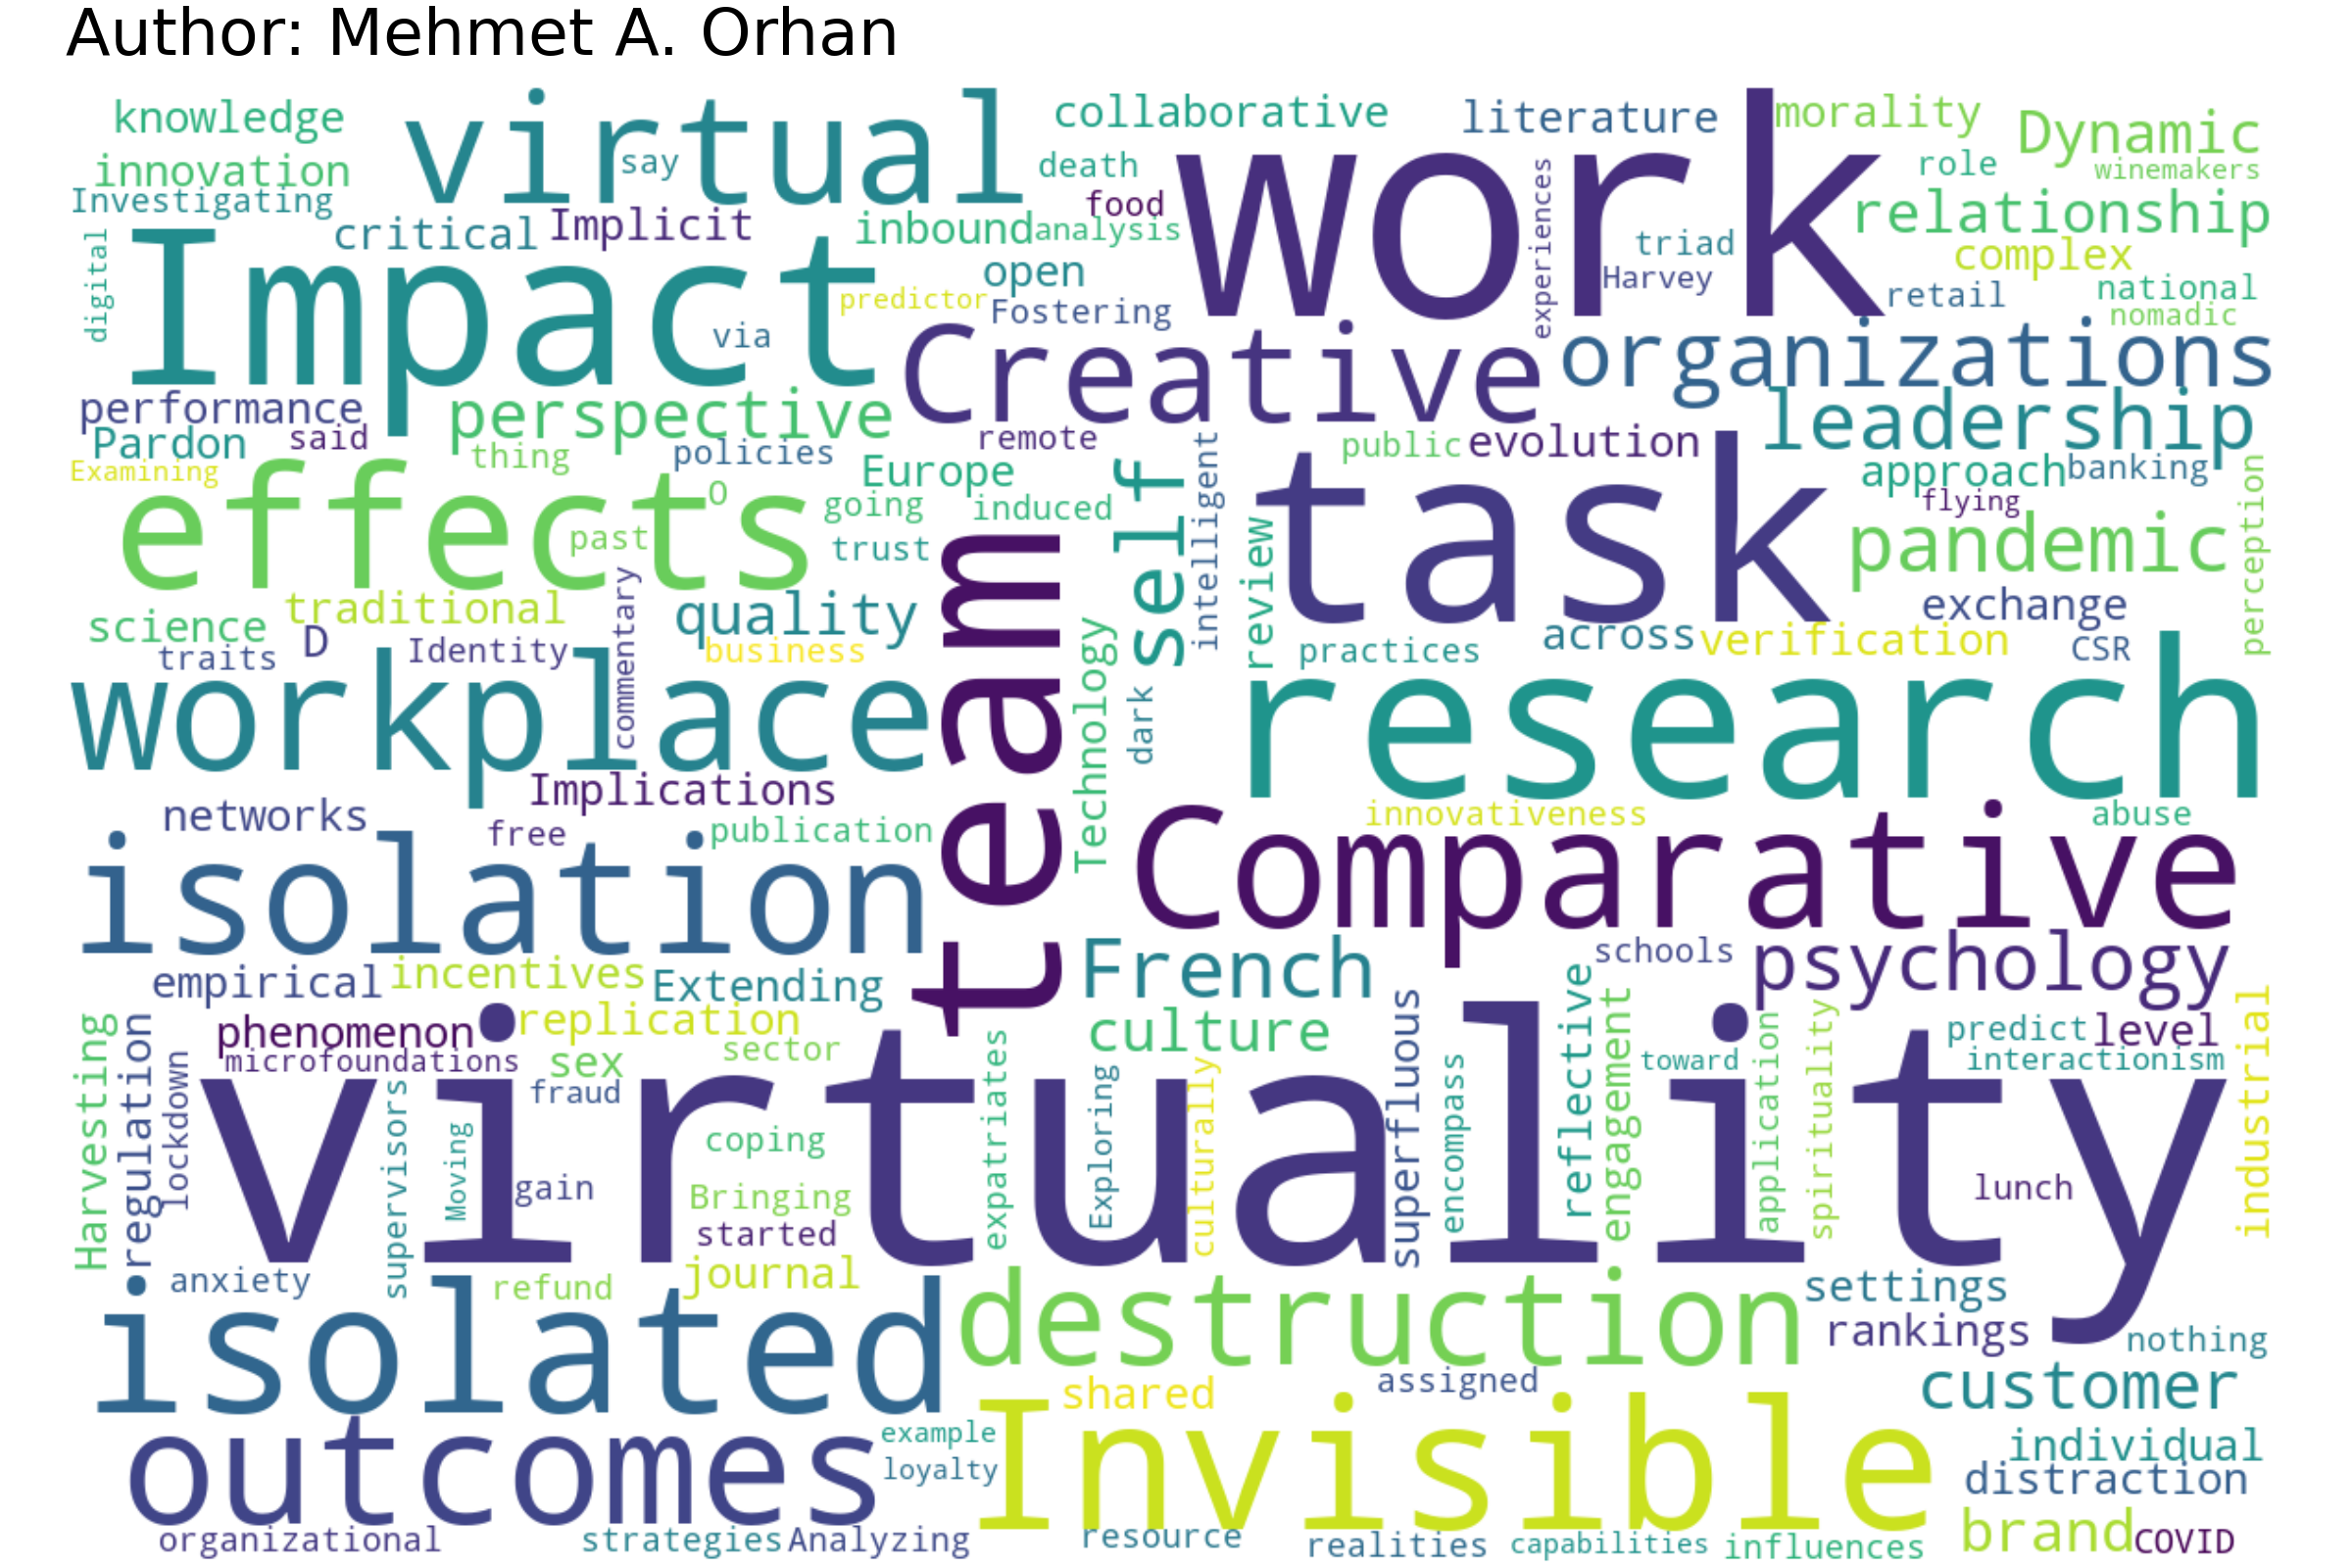 Author: Mehmet A. Orhan
knowledge
virtual
collaborative
literature
morality
Dynamic
innovation
say
death
role
winemakers
work
Investigating
food
experiences
relationship
critical
Implicit
inbound
analysis
triad
complex
digital
Impact
open
Harvey
national
predictor
Fostering
retail
nomadic
via
Creative
organizations
performance
perspective
leadership
Pardon
said
thing
policies
remote
public
evolution
Examining
Europe
approach
banking
effects
O
going
induced
self
intelligent
task
flying
perception
past
trust
review
pandemic
traditional
quality
exchange
science
D
commentary
team
across
verification
traits
Identity
business
practices
CSR
workplace
Technology
dark
research
Implications
networks
free
publication
innovativeness
abuse
isolation
Comparative
empirical
incentives
Extending
French
schools
psychology
phenomenon
replication
culture
predict
level
microfoundations
sex
sector
toward
interactionism
Harvesting
regulation
lockdown
virtuality
supervisors
Moving
fraud
coping
expatriates
Exploring
culturally
superfluous
encompass
reflective
engagement
application
spirituality
industrial
gain
Bringing
lunch
started
anxiety
refund
journal
destruction
settings
isolated
rankings
nothing
shared
assigned
customer
outcomes
example
Invisible
individual
loyalty
distraction
organizational
strategies
Analyzing
resource
realities
capabilities
influences
brand
COVID